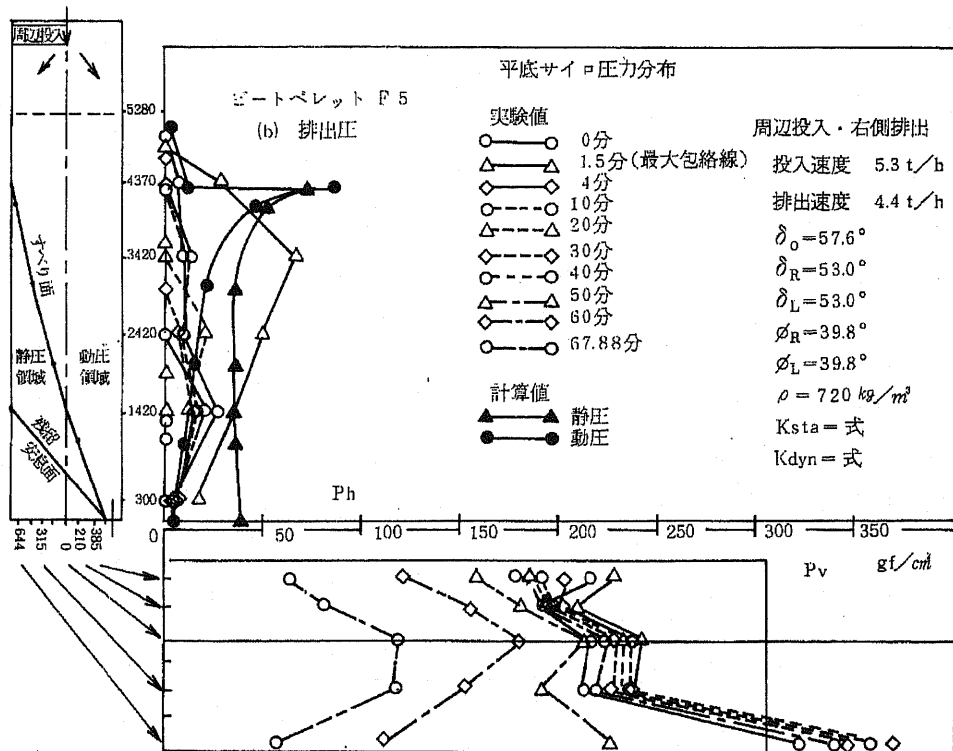 周辺投入
平底サイロ圧力分布
ビートペレット F5
(b) 排出圧
実験値
0分
1.5分(最大包絡線)
4分
10分
20分
30分
40分
50分
60分
67.88分
計算値
静圧
動圧
周辺投入・右側排出
投入速度 5.3 t/h
排出速度 4.4 t/h
δO=57.6°
δR=53.0°
δL=53.0°
φR=39.8°
φL=39.8°
ρ=720 kg/m³
Ksta=式
Kdyn=式
5280
4370
3420
2420
1420
300
0
すべり面
静圧領域
動圧領域
残留安息面
644
315
0
210
385
Ph
50
100
150
200
250
300
350
Pv gf/cm²